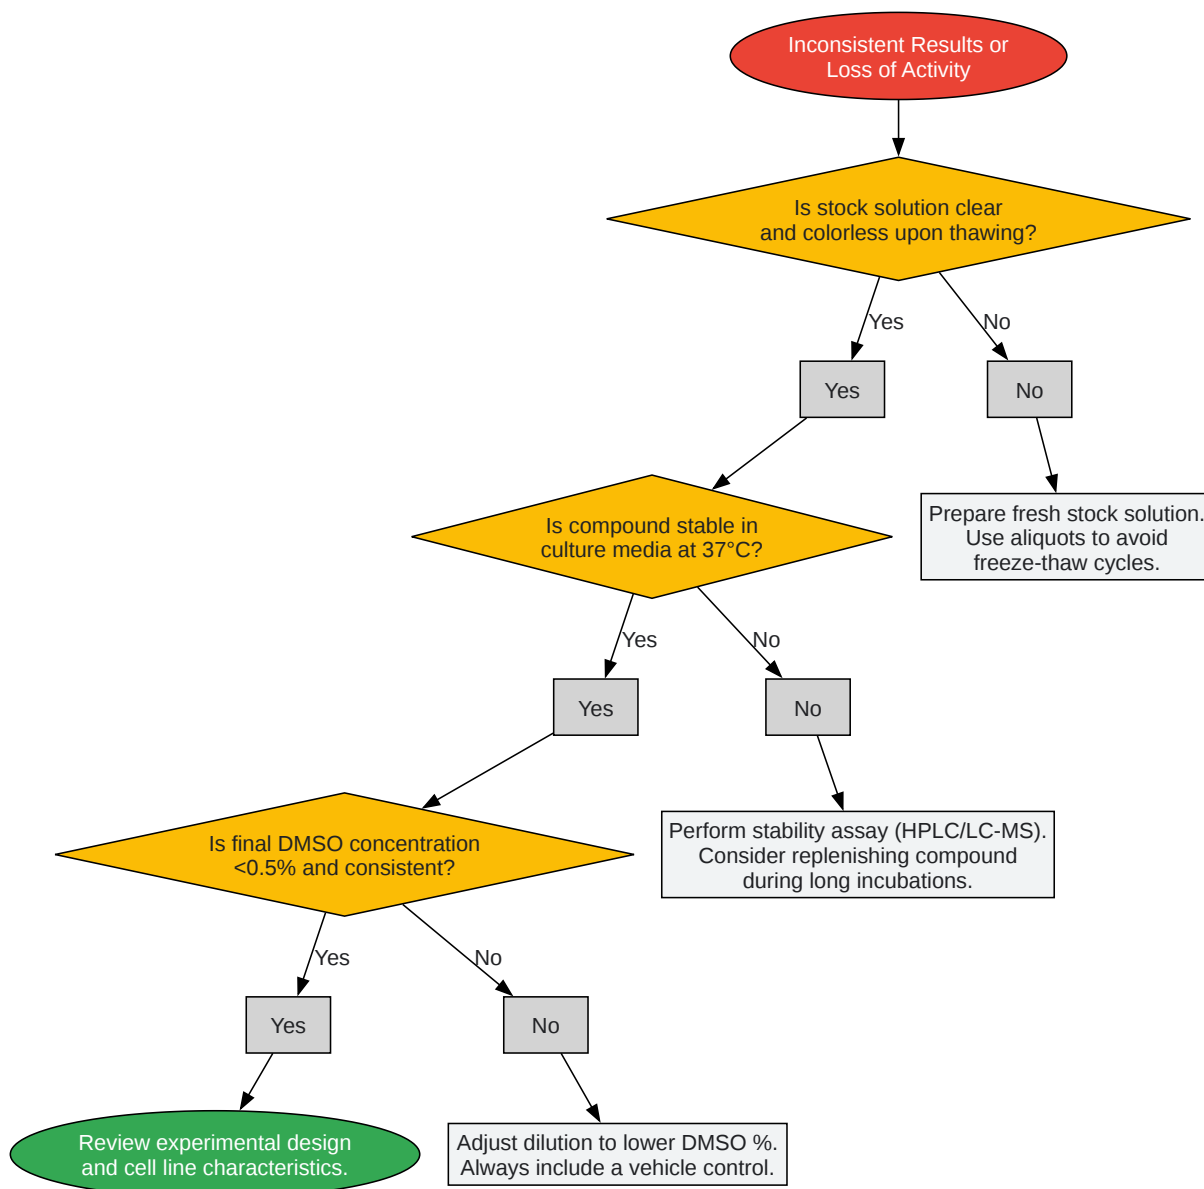 Inconsistent Results or
Loss of Activity
Is stock solution clear
and colorless upon thawing?
Yes
No
Yes
No
Is compound stable in
culture media at 37°C?
Prepare fresh stock solution.
Use aliquots to avoid
freeze-thaw cycles.
Yes
No
Yes
No
Is final DMSO concentration
<0.5% and consistent?
Perform stability assay (HPLC/LC-MS).
Consider replenishing compound
during long incubations.
Yes
No
Yes
No
Review experimental design
and cell line characteristics.
Adjust dilution to lower DMSO %.
Always include a vehicle control.